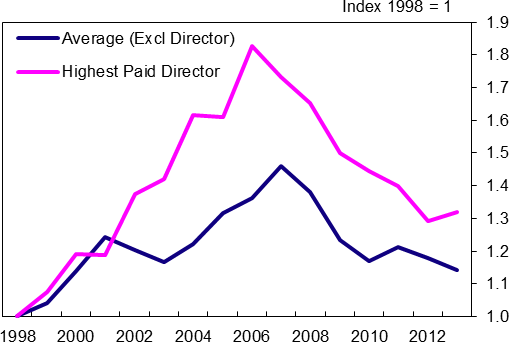 Index 1998 = 1
Average (Excl Director)
Highest Paid Director
1.9
1.8
1.7
1.6
1.5
1.4
1.3
1.2
1.1
1.0
1998 2000 2002 2004 2006 2008 2010 2012